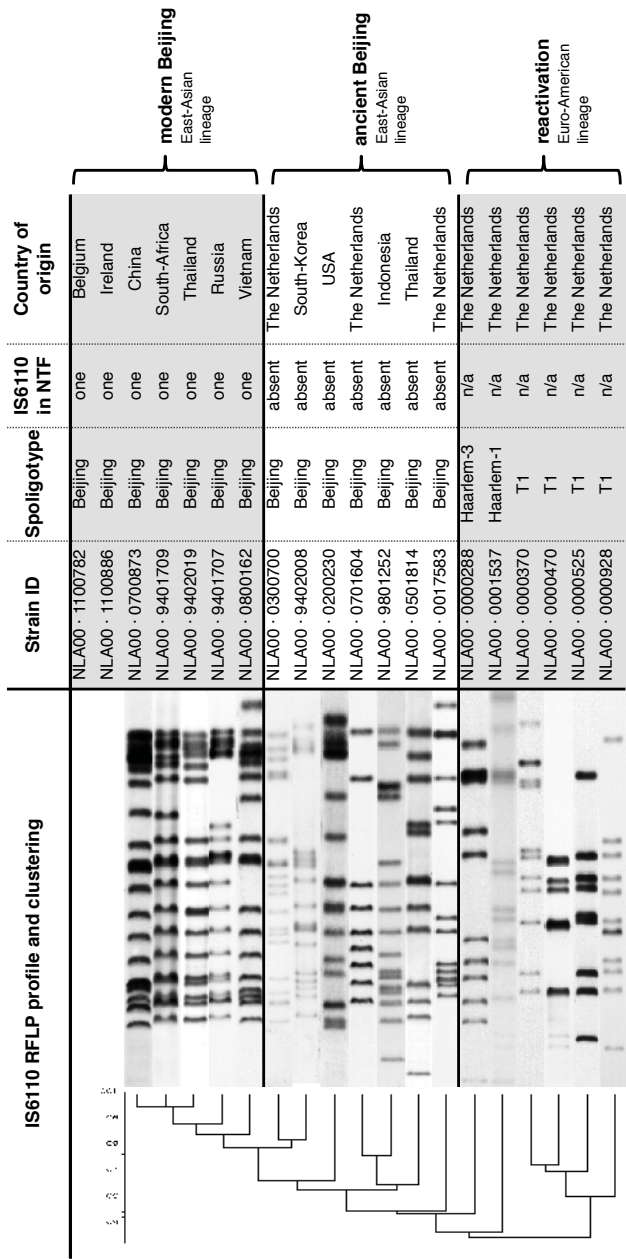 IS6110 RFLP profile and clustering
Strain ID
Spoligotype
IS6110
in NTF
Country of
origin
NLA00 · 1100782 Beijing one Belgium
NLA00 · 1100886 Beijing one Ireland
NLA00 · 0700873 Beijing one China
NLA00 · 9401709 Beijing one South-Africa
NLA00 · 9402019 Beijing one Thailand
NLA00 · 9401707 Beijing one Russia
NLA00 · 0800162 Beijing one Vietnam
modern Beijing
East-Asian
lineage
NLA00 · 0300700 Beijing absent The Netherlands
NLA00 · 9402008 Beijing absent South-Korea
NLA00 · 0200230 Beijing absent USA
NLA00 · 0701604 Beijing absent The Netherlands
NLA00 · 9801252 Beijing absent Indonesia
NLA00 · 0501814 Beijing absent Thailand
NLA00 · 0017583 Beijing absent The Netherlands
ancient Beijing
East-Asian
lineage
NLA00 · 0000288 Haarlem-3 n/a The Netherlands
NLA00 · 0001537 Haarlem-1 n/a The Netherlands
NLA00 · 0000370 T1 n/a The Netherlands
NLA00 · 0000470 T1 n/a The Netherlands
NLA00 · 0000525 T1 n/a The Netherlands
NLA00 · 0000928 T1 n/a The Netherlands
reactivation
Euro-American
lineage